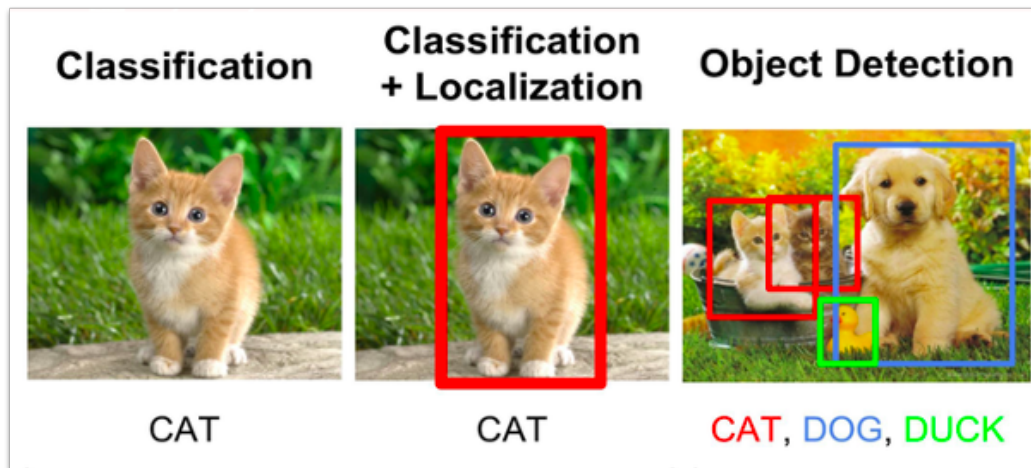 Classification
Classification
+ Localization
Object Detection
CAT
CAT
CAT, DOG, DUCK